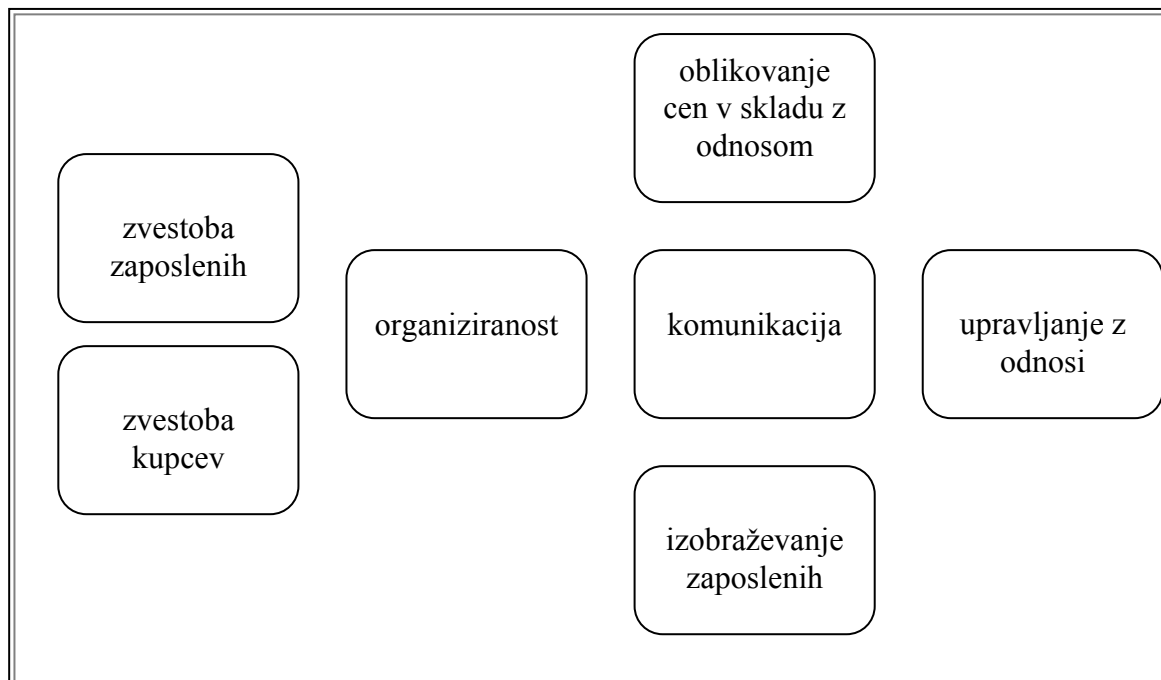 oblikovanje
cen v skladu z
odnosom
zvestoba
zaposlenih
zvestoba
kupcev
organiziranost
komunikacija
upravljanje z
odnosi
izobraževanje
zaposlenih